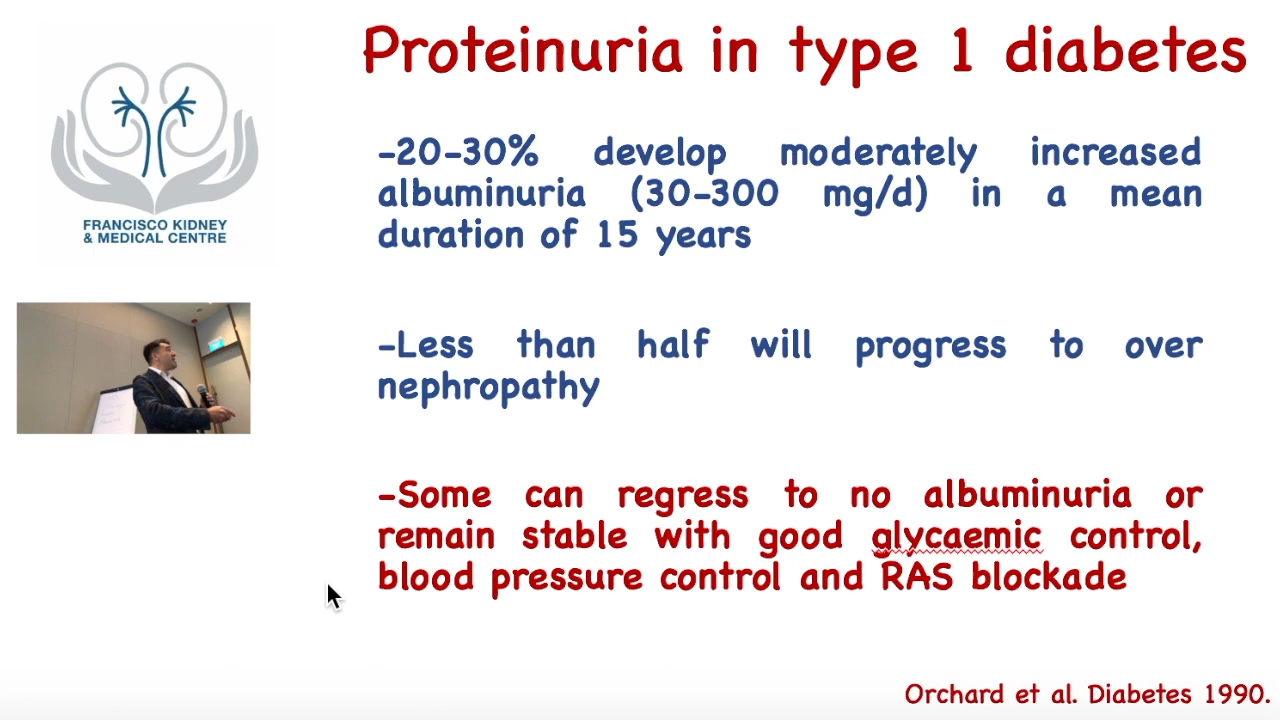 Proteinuria in type 1 diabetes
-20-30% develop moderately increased
albuminuria (30-300 mg/d) in a mean
duration of 15 years
FRANCISCO KIDNEY
& MEDICAL CENTRE
-Less than half will progress to over
nephropathy
-Some can regress to no albuminuria or
remain stable with good glycaemic control,
blood pressure control and RAS blockade
Orchard et al. Diabetes 1990.